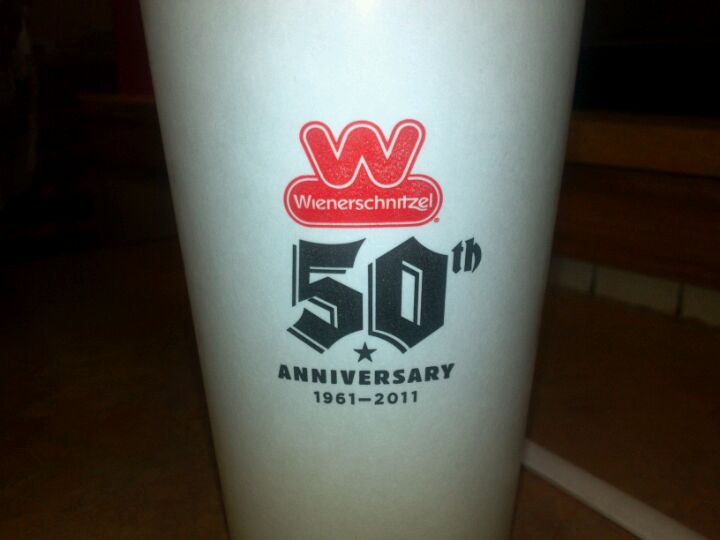 W
Wienerschnitzel®
50th
ANNIVERSARY
1961–2011